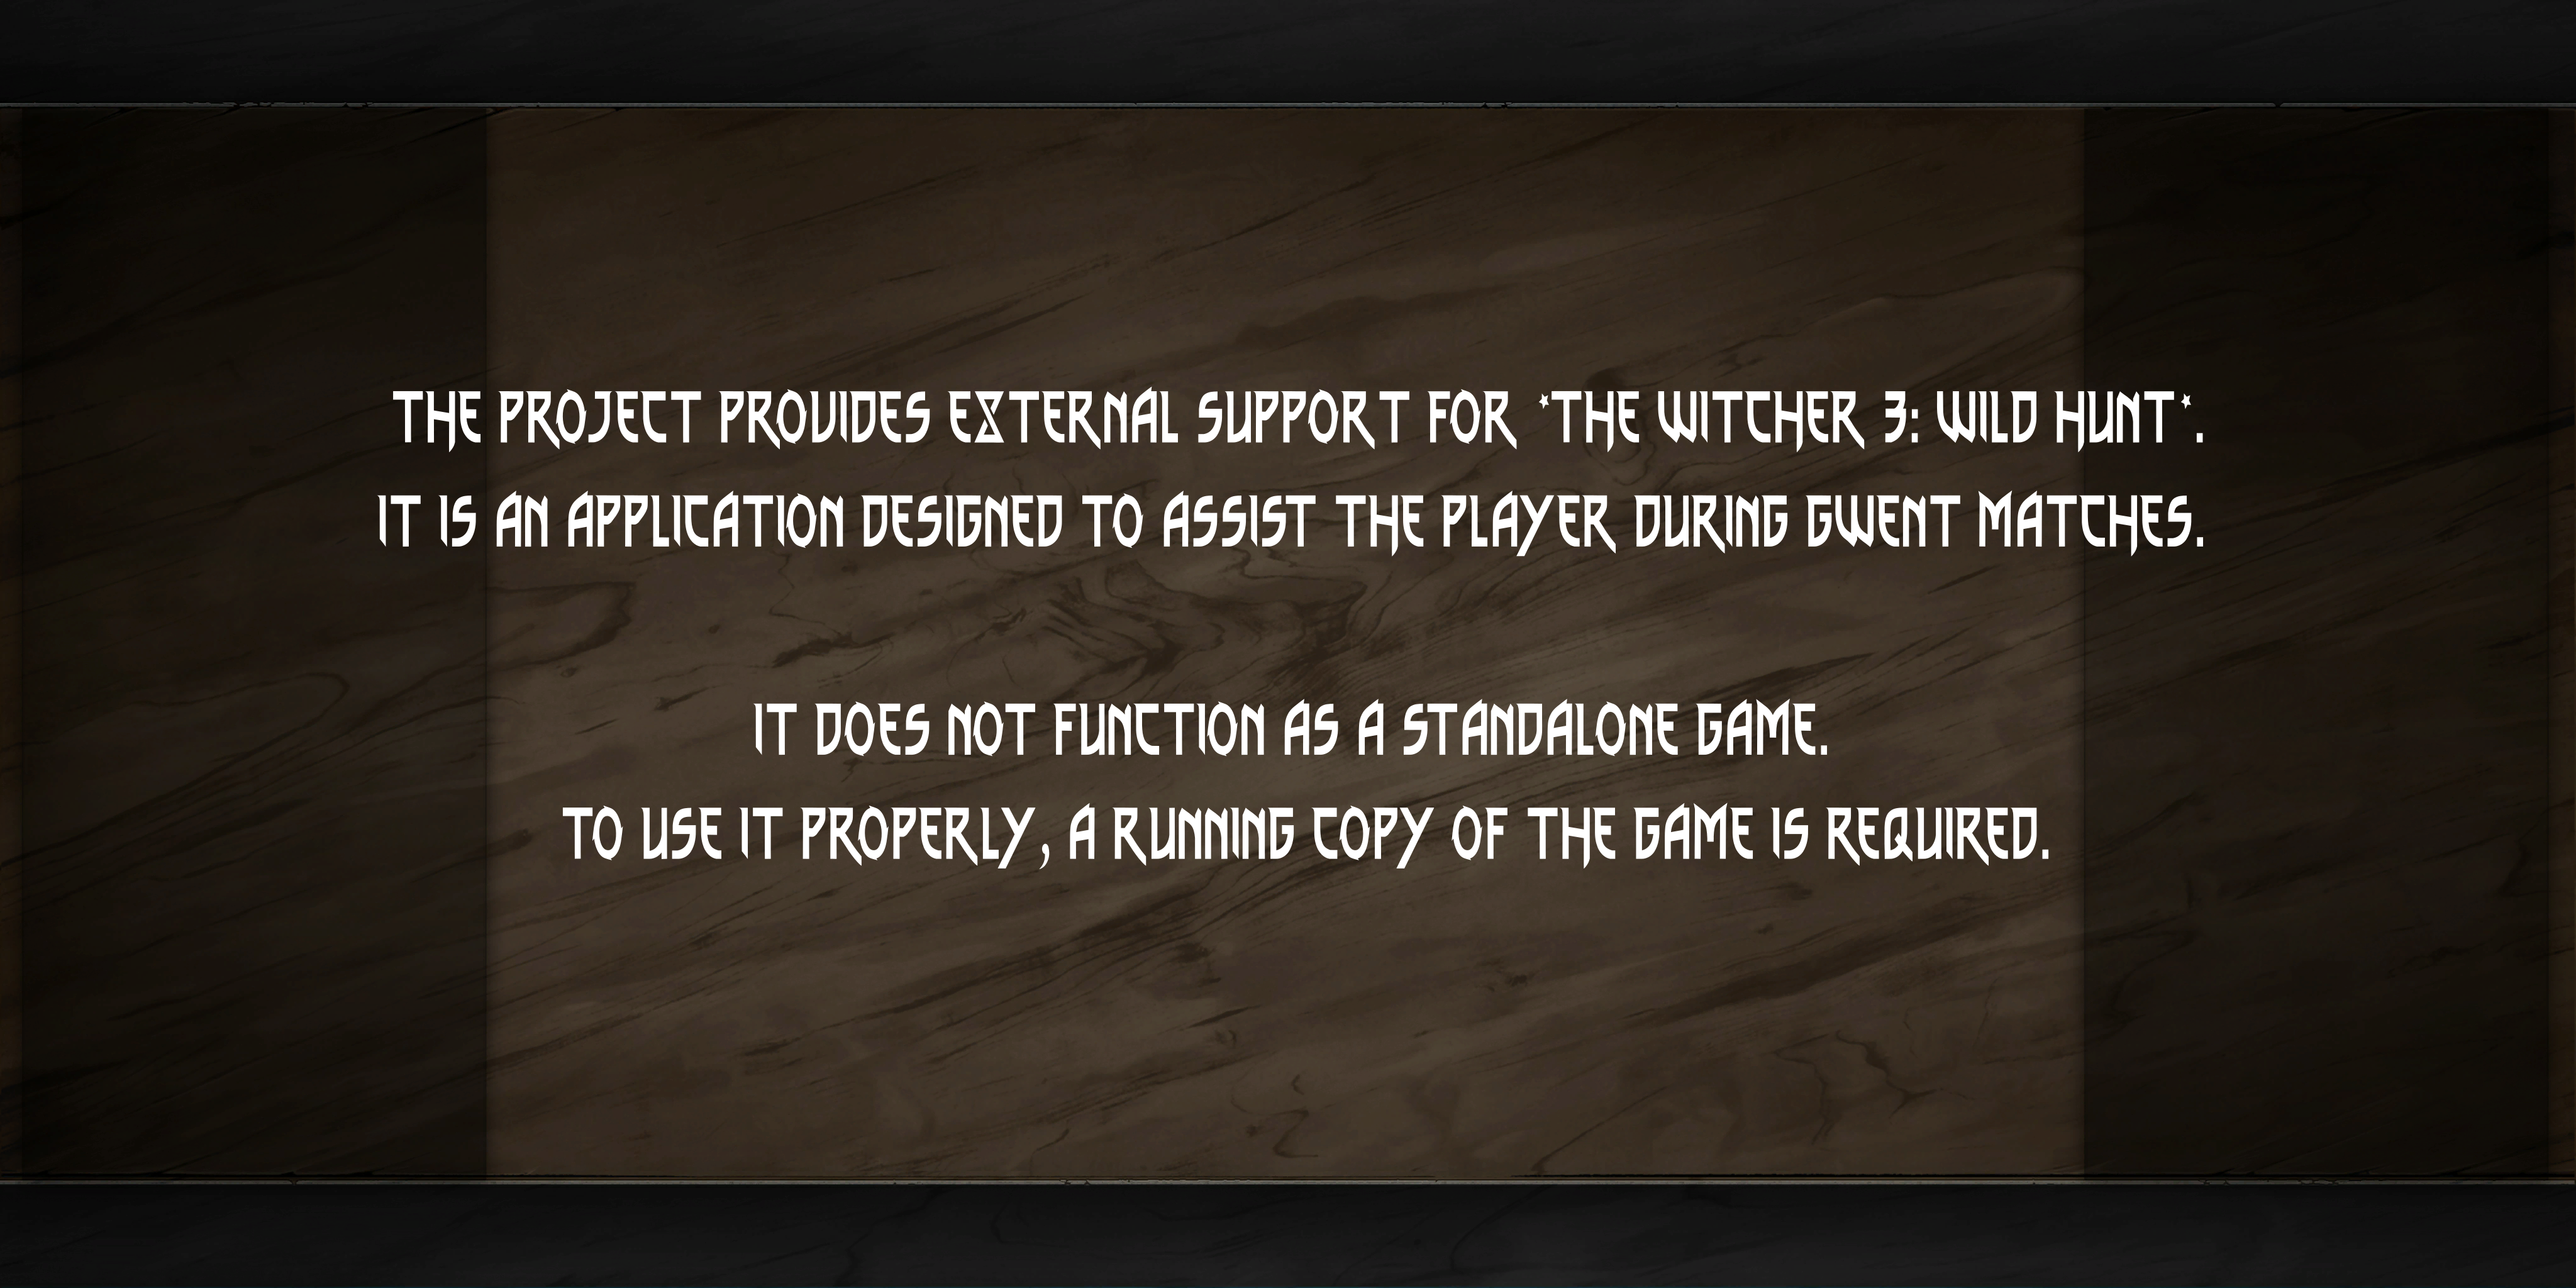 THE PROJECT PROVIDES EXTERNAL SUPPORT FOR *THE WITCHER 3: WILD HUNT*.
IT IS AN APPLICATION DESIGNED TO ASSIST THE PLAYER DURING GWENT MATCHES.
IT DOES NOT FUNCTION AS A STANDALONE GAME.
TO USE IT PROPERLY, A RUNNING COPY OF THE GAME IS REQUIRED.